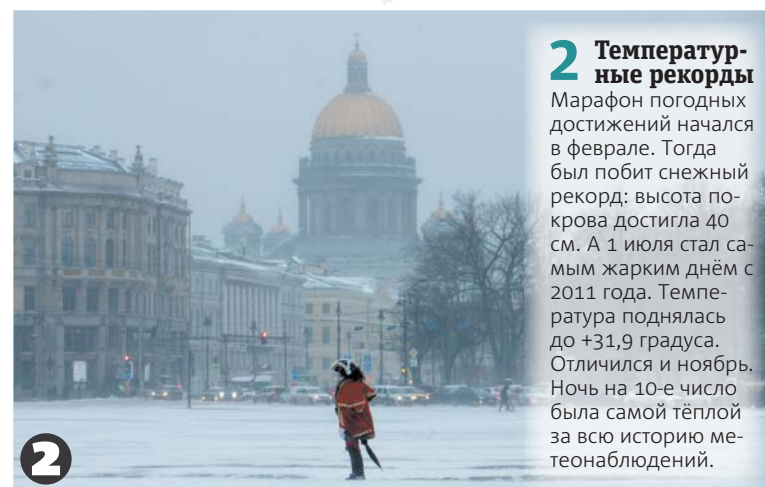 2 Температур-
ные рекорды
Марафон погодных
достижений начался
в феврале. Тогда
был побит снежный
рекорд: высота по-
крова достигла 40
см. А 1 июля стал са-
мым жарким днём с
2011 года. Темпе-
ратура поднялась
до +31,9 градуса.
Отличился и ноябрь.
Ночь на 10-е число
была самой тёплой
за всю историю ме-
теонаблюдений.
2